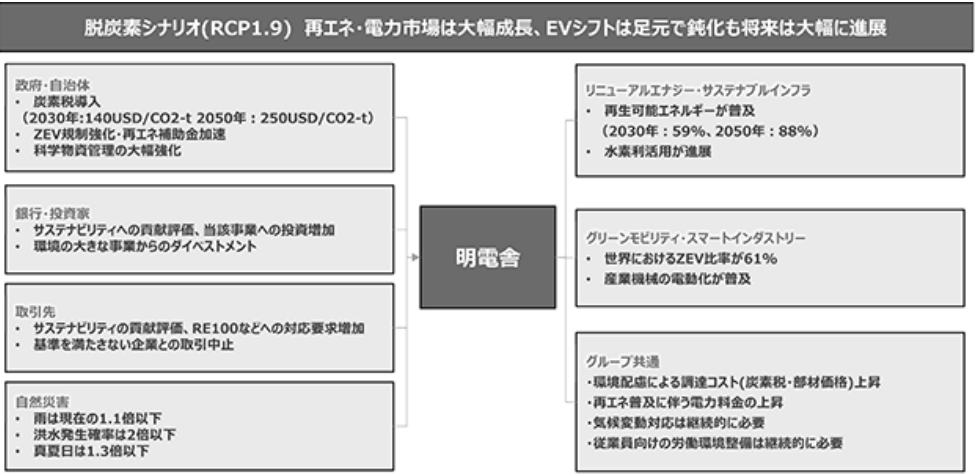 脱炭素シナリオ(RCP1.9) 再エネ・電力市場は大幅成長、EVシフトは足元で鈍化も将来は大幅に進展
政府・自治体
・ 炭素税導入
（2030年:140USD/CO2-t 2050年：250USD/CO2-t）
・ ZEV規制強化・再エネ補助金加速
・ 科学物資管理の大幅強化
銀行・投資家
・ サステナビリティへの貢献評価、当該事業への投資増加
・ 環境の大きな事業からのダイベストメント
取引先
・ サステナビリティの貢献評価、RE100などへの対応要求増加
・ 基準を満たさない企業との取引中止
自然災害
・ 雨は現在の1.1倍以下
・ 洪水発生確率は2倍以下
・ 真夏日は1.3倍以下
明電舎
リニューアルエナジー・サステナブルインフラ
・ 再生可能エネルギーが普及
（2030年：59%、2050年：88%）
・ 水素利活用が進展
グリーンモビリティ・スマートインダストリー
・ 世界におけるZEV比率が61%
・ 産業機械の電動化が普及
グループ共通
・環境配慮による調達コスト(炭素税・部材価格)上昇
・再エネ普及に伴う電力料金の上昇
・気候変動対応は継続的に必要
・従業員向けの労働環境整備は継続的に必要